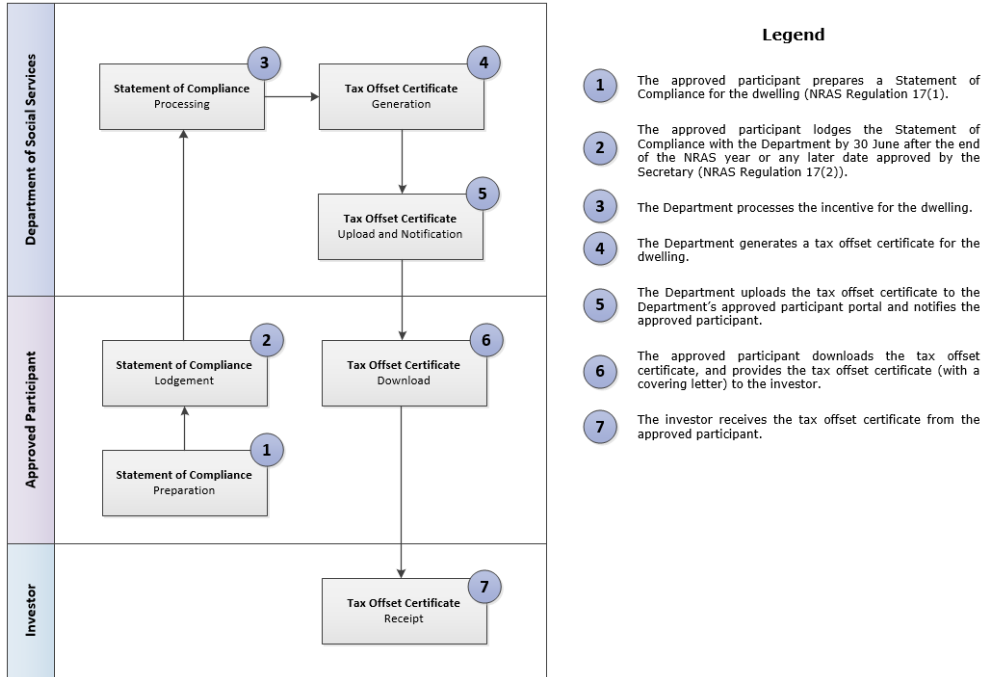 Department of Social Services
3
Statement of Compliance
Processing
4
Tax Offset Certificate
Generation
5
Tax Offset Certificate
Upload and Notification
Approved Participant
2
Statement of Compliance
Lodgement
6
Tax Offset Certificate
Download
1
Statement of Compliance
Preparation
Investor
7
Tax Offset Certificate
Receipt
Legend
1
The approved participant prepares a Statement of
Compliance for the dwelling (NRAS Regulation 17(1).
2
The approved participant lodges the Statement of
Compliance with the Department by 30 June after the end
of the NRAS year or any later date approved by the
Secretary (NRAS Regulation 17(2)).
3
The Department processes the incentive for the dwelling.
4
The Department generates a tax offset certificate for the
dwelling.
5
The Department uploads the tax offset certificate to the
Department's approved participant portal and notifies the
approved participant.
6
The approved participant downloads the tax offset
certificate, and provides the tax offset certificate (with a
covering letter) to the investor.
7
The investor receives the tax offset certificate from the
approved participant.